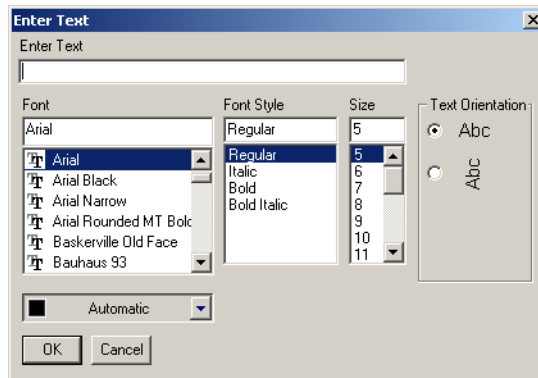 Enter Text
Enter Text
Font
Font Style
Size
Text Orientation
Arial
Regular
5
Abc
Arial
Arial Black
Arial Narrow
Arial Rounded MT Bold
Baskerville Old Face
Bauhaus 93
Regular
Italic
Bold
Bold Italic
5
6
7
8
9
10
11
Abc
Automatic
OK
Cancel